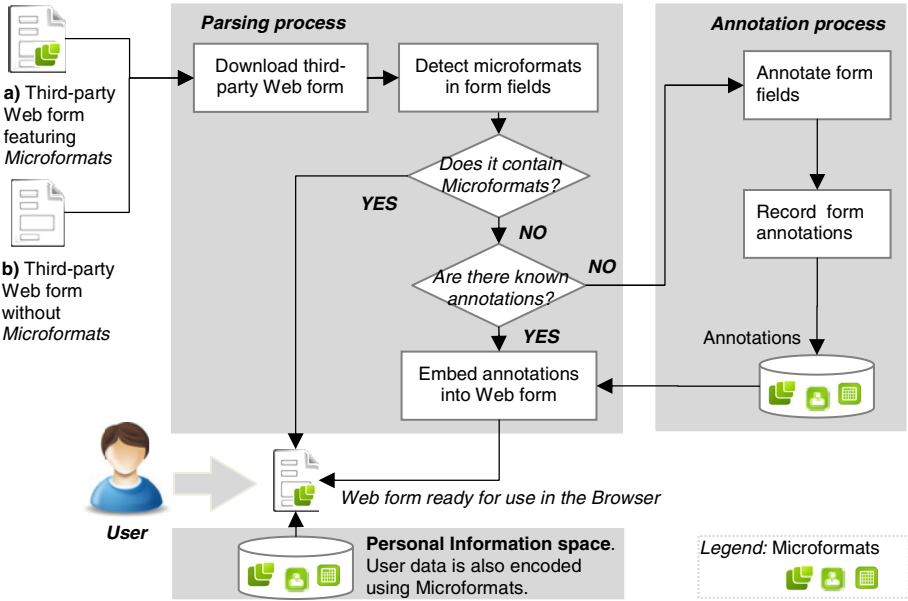 Parsing process
Annotation process
Download third-
party Web form
Detect microformats
in form fields
Annotate form
fields
a) Third-party
Web form
featuring
Microformats
Does it contain
Microformats?
YES
NO
Record form
annotations
b) Third-party
Web form
without
Microformats
Are there known
annotations?
NO
YES
Annotations
Embed annotations
into Web form
Web form ready for use in the Browser
User
Personal Information space.
User data is also encoded
using Microformats.
Legend: Microformats